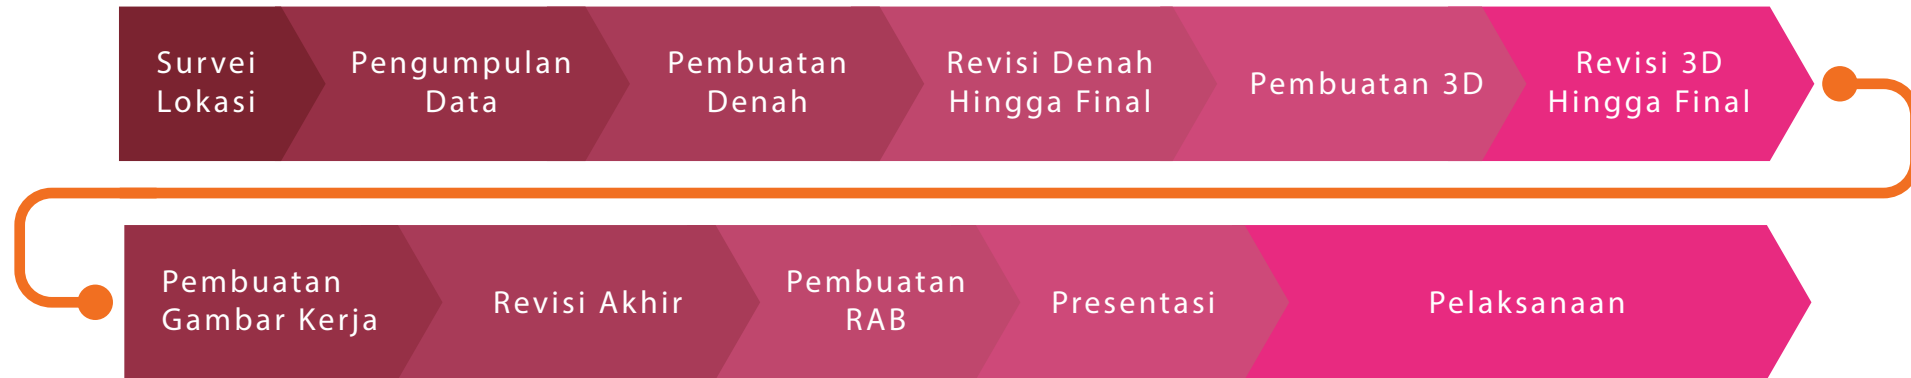 Survei
Lokasi
Pengumpulan
Data
Pembuatan
Denah
Revisi Denah
Hingga Final
Pembuatan 3D
Revisi 3D
Hingga Final
Pembuatan
Gambar Kerja
Revisi Akhir
Pembuatan
RAB
Presentasi
Pelaksanaan